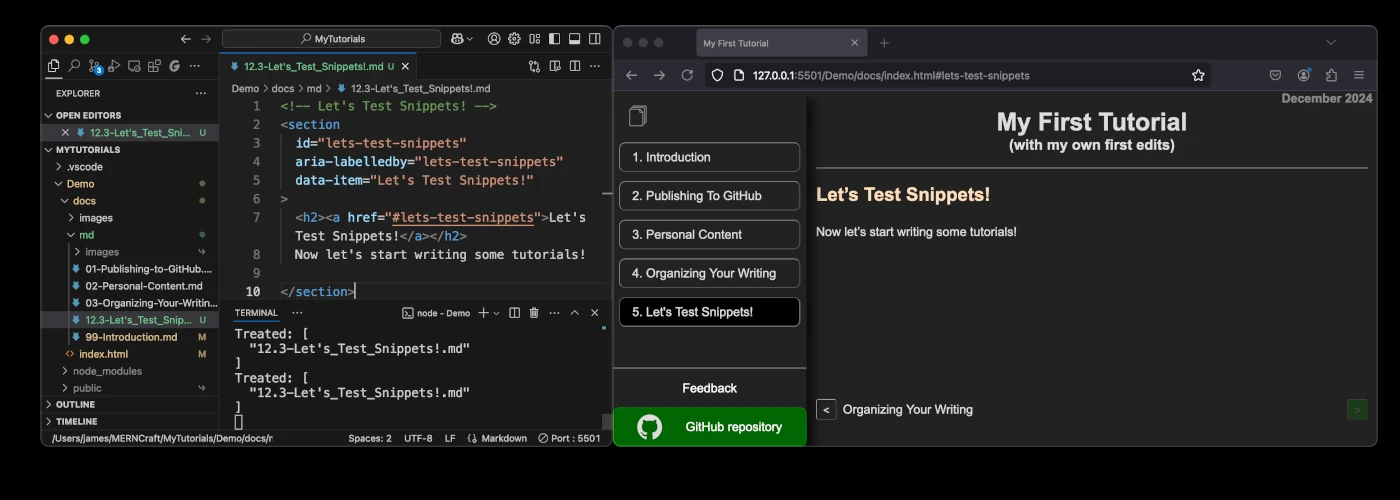 MyTutorials
3
12.3-Let's_Test_Snippets!.md U
EXPLORER
Demo > docs > md > 12.3-Let's_Test_Snippets!.md
OPEN EDITORS
12.3-Let's_Test_Sni... U
MYTUTORIALS
.vscode
Demo
docs
images
md
images
01-Publishing-to-GitHub....
02-Personal-Content.md
03-Organizing-Your-Writin...
12.3-Let's_Test_Snip... U
99-Introduction.md M
index.html M
node_modules
public
OUTLINE
TIMELINE
1 <!-- Let's Test Snippets! -->
2 <section
3 id="lets-test-snippets"
4 aria-labelledby="lets-test-snippets"
5 data-item="Let's Test Snippets!"
6 >
7 <h2><a href="#lets-test-snippets">Let's
Test Snippets!</a></h2>
8 Now let's start writing some tutorials!
9
10 </section>
TERMINAL
node - Demo
Treated: [
"12.3-Let's_Test_Snippets!.md"
]
Treated: [
"12.3-Let's_Test_Snippets!.md"
]
/Users/james/MERNCraft/MyTutorials/Demo/docs/r
Spaces: 2 UTF-8 LF Markdown Port : 5501
My First Tutorial
127.0.0.1:5501/Demo/docs/index.html#lets-test-snippets
December 2024
My First Tutorial
(with my own first edits)
1. Introduction
2. Publishing To GitHub
3. Personal Content
4. Organizing Your Writing
5. Let's Test Snippets!
Feedback
GitHub repository
Let’s Test Snippets!
Now let’s start writing some tutorials!
< Organizing Your Writing
>